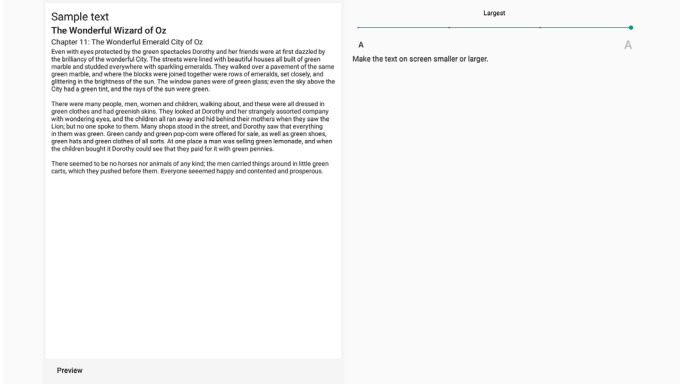 Sample text
The Wonderful Wizard of Oz
Chapter 11: The Wonderful Emerald City of Oz
Even with eyes protected by the green spectacles Dorothy and her friends were at first dazzled by
the brilliancy of the wonderful City. The streets were lined with beautiful houses all built of green
marble and studded everywhere with sparkling emeralds. They walked over a pavement of the same
green marble, and where the blocks were joined together were rows of emeralds, set closely, and
glittering in the brightness of the sun. The window panes were of green glass; even the sky above the
City had a green tint, and the rays of the sun were green.
There were many people, men, women and children, walking about, and these were all dressed in
green clothes and had greenish skins. They looked at Dorothy and her strangely assorted company
with wondering eyes, and the children all ran away and hid behind their mothers when they saw the
Lion; but no one spoke to them. Many shops stood in the street, and Dorothy saw that everything
in them was green. Green candy and green pop-corn were offered for sale, as well as green shoes,
green hats and green clothes of all sorts. At one place a man was selling green lemonade, and when
the children bought it Dorothy could see that they paid for it with green pennies.
There seemed to be no horses nor animals of any kind; the men carried things around in little green
carts, which they pushed before them. Everyone seeemed happy and contented and prosperous.
Preview
Largest
A A
Make the text on screen smaller or larger.